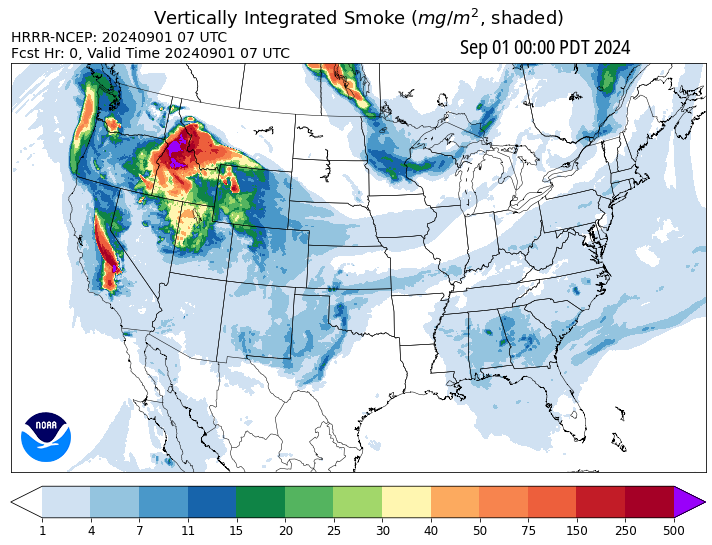 Vertically Integrated Smoke (mg/m², shaded)
HRRR-NCEP: 20240901 07 UTC
Fcst Hr: 0, Valid Time 20240901 07 UTC
Sep 01 00:00 PDT 2024
NOAA
1 4 7 11 15 20 25 30 40 50 75 150 250 500